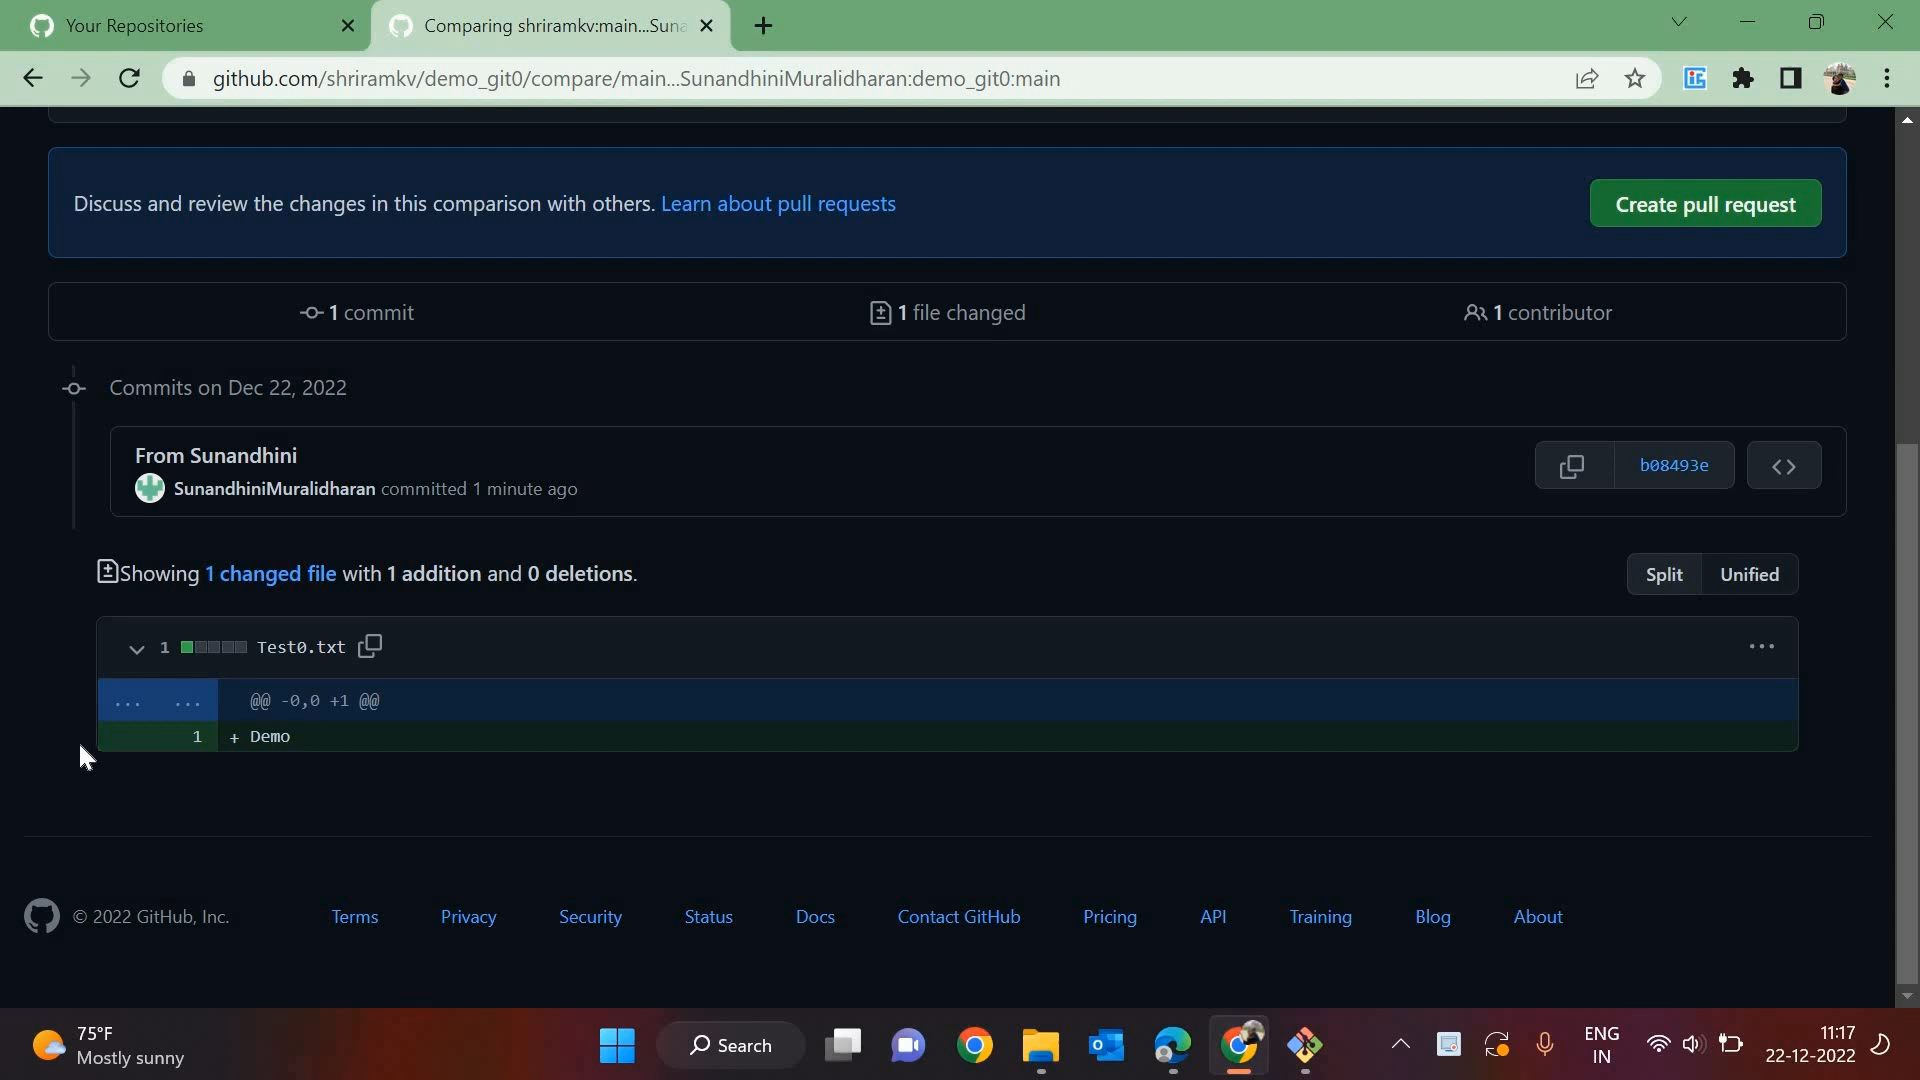 Your Repositories
Comparing shriramkv:main...Suna
github.com/shriramkv/demo_git0/compare/main...SunandhiniMuralidharan:demo_git0:main
Discuss and review the changes in this comparison with others. Learn about pull requests
Create pull request
1 commit
1 file changed
1 contributor
Commits on Dec 22, 2022
From Sunandhini
b08493e
<>
SunandhiniMuralidharan committed 1 minute ago
Showing 1 changed file with 1 addition and 0 deletions.
Split
Unified
1 Test0.txt
...
... ... @@ -0,0 +1 @@
1 + Demo
© 2022 GitHub, Inc.
Terms
Privacy
Security
Status
Docs
Contact GitHub
Pricing
API
Training
Blog
About
75°F
Mostly sunny
Search
ENG
IN
11:17
22-12-2022